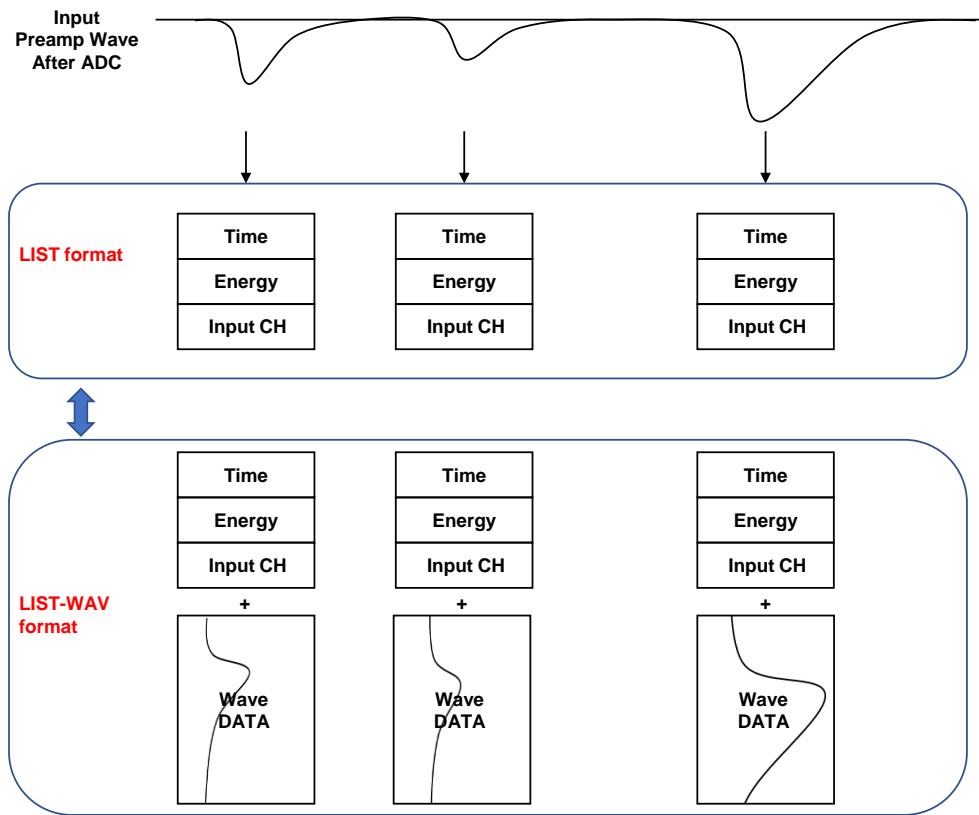 Input
Preamp Wave
After ADC
LIST format
Time
Energy
Input CH
Time
Energy
Input CH
Time
Energy
Input CH
LIST-WAV
format
Time
Energy
Input CH
+
Wave
DATA
Time
Energy
Input CH
+
Wave
DATA
Time
Energy
Input CH
+
Wave
DATA